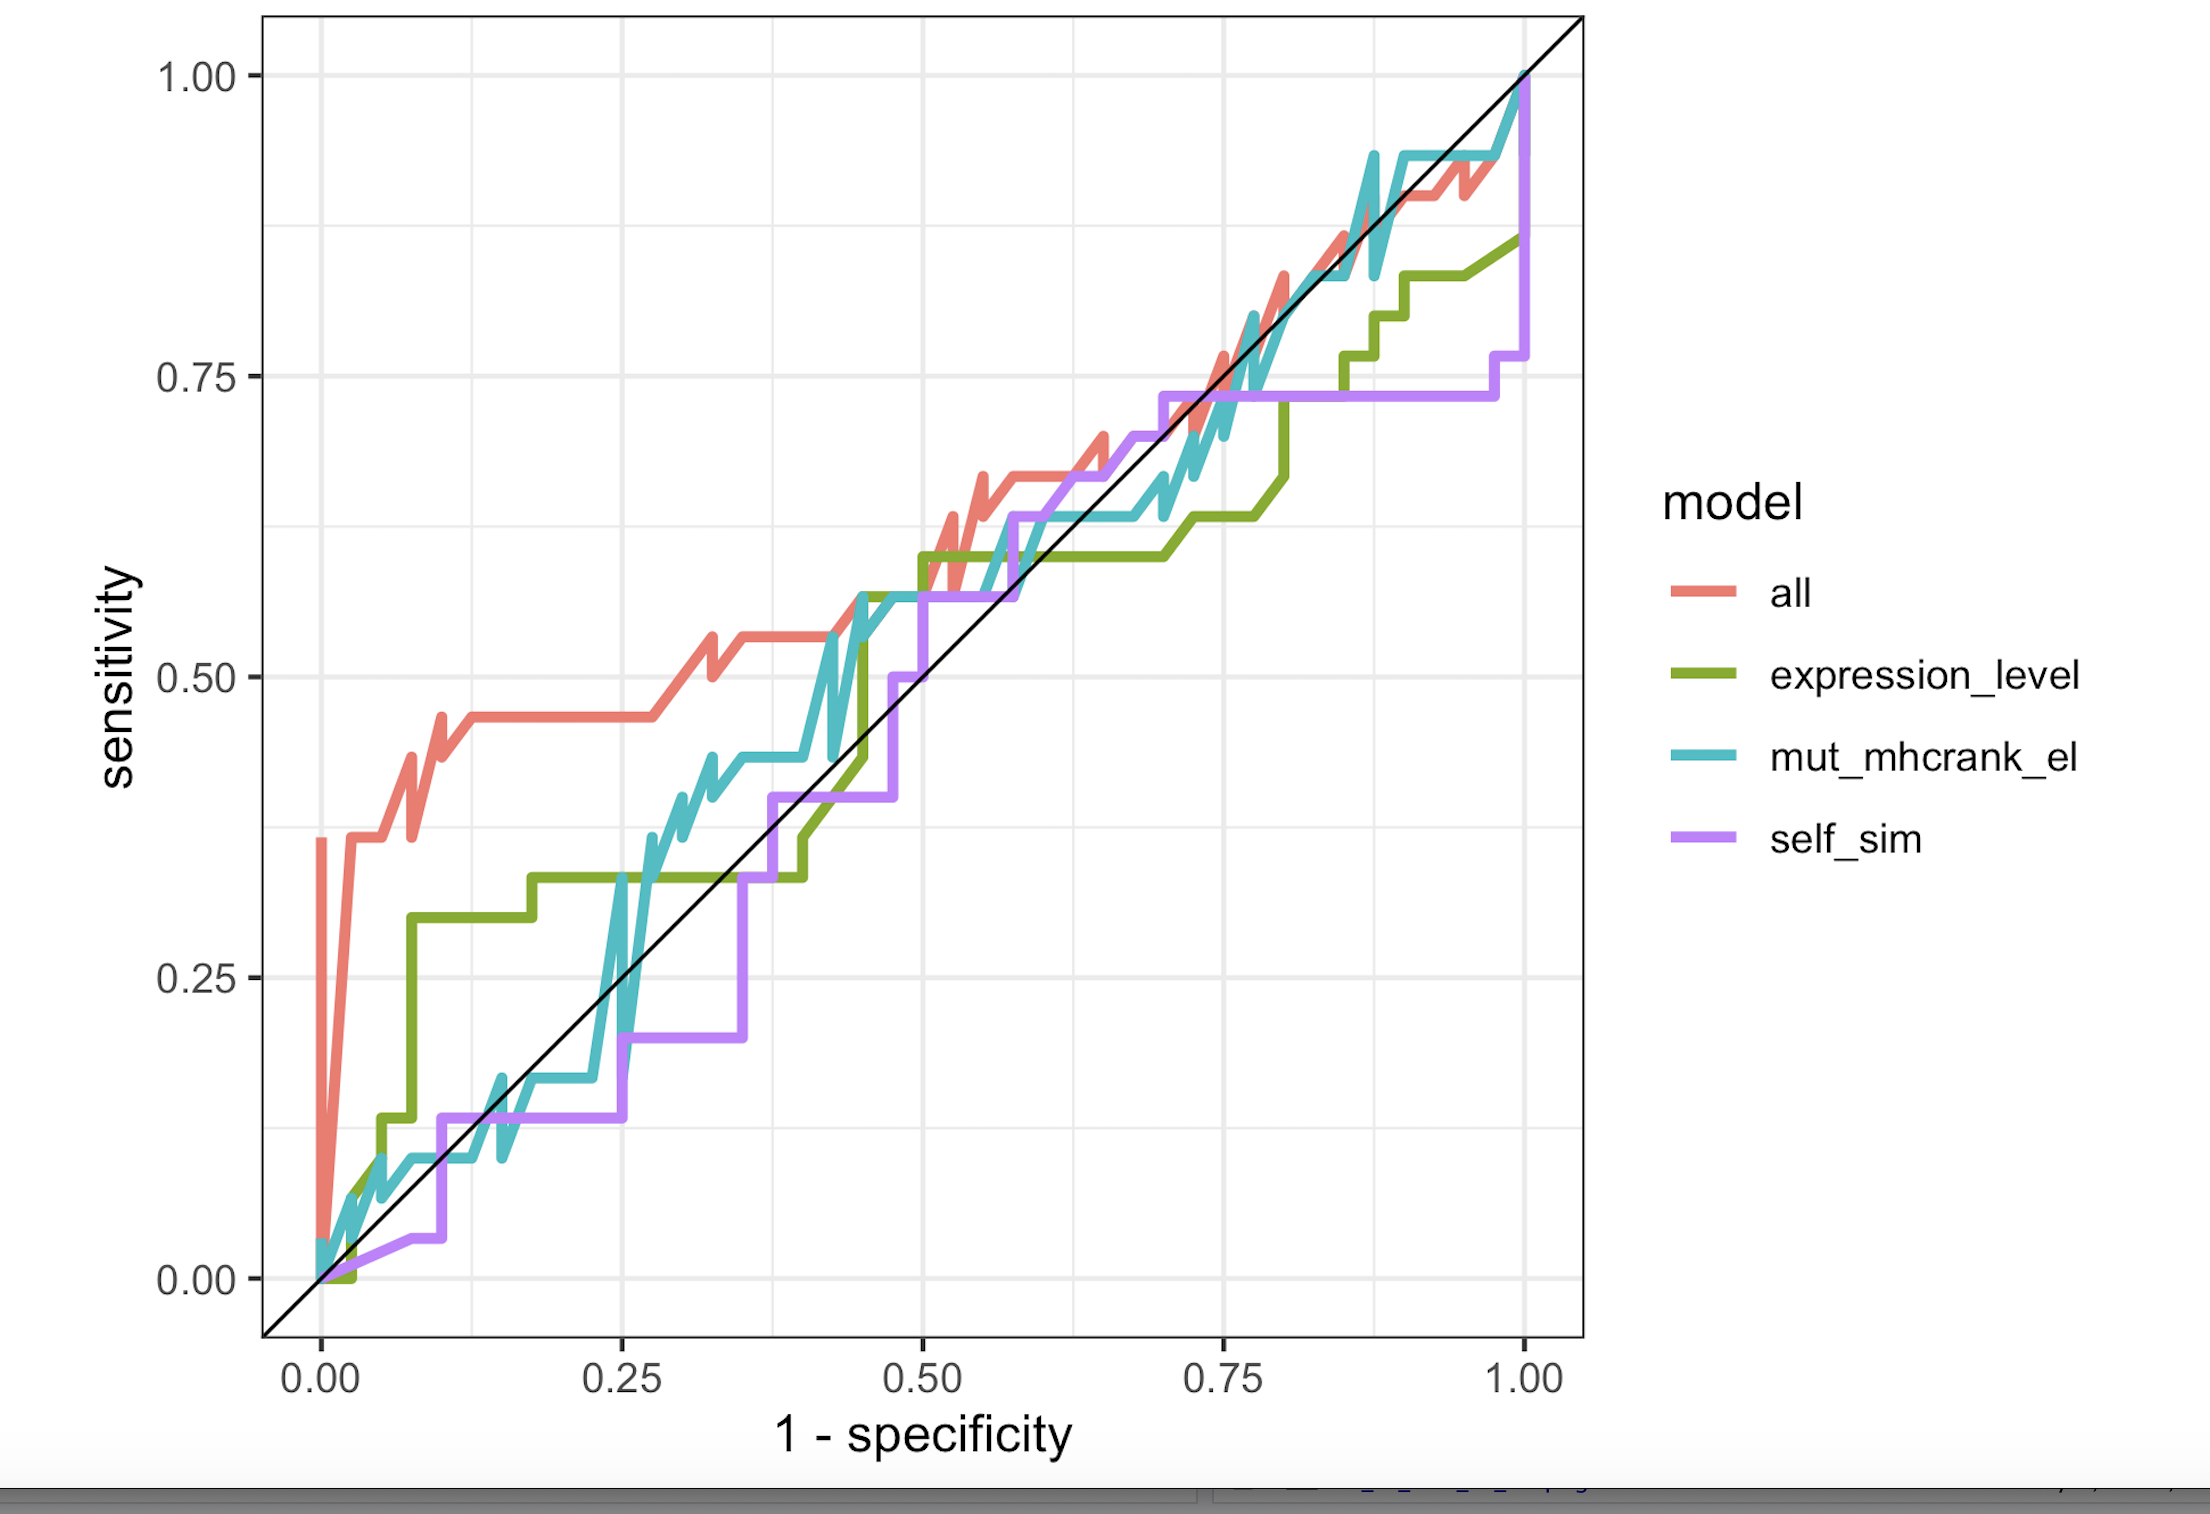 1.00
0.75
0.50
0.25
0.00
sensitivity
0.00 0.25 0.50 0.75 1.00
1 - specificity
model
all
expression_level
mut_mhcrank_el
self_sim